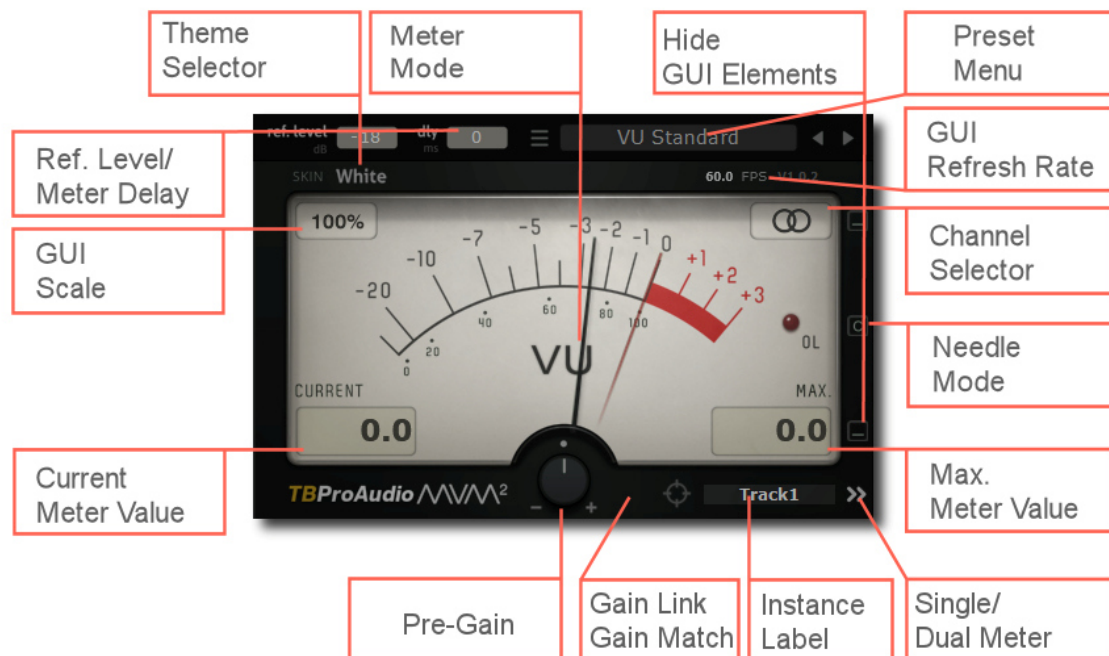 Theme
Selector
Meter
Mode
Hide
GUI Elements
Preset
Menu
Ref. Level/
Meter Delay
GUI
Refresh Rate
ref. level
dB
-18
dly
ms
0
VU Standard
SKIN White
60.0 FPS V1.0.2
GUI
Scale
Channel
Selector
100%
-20
-10
-7
-5
-3
-2
-1
0
+1
+2
+3
0
20
40
60
80
100
VU
OL
Needle
Mode
CURRENT
0.0
MAX.
0.0
Current
Meter Value
Max.
Meter Value
TBProAudio MVM2
- +
Track1
Pre-Gain
Gain Link
Gain Match
Instance
Label
Single/
Dual Meter